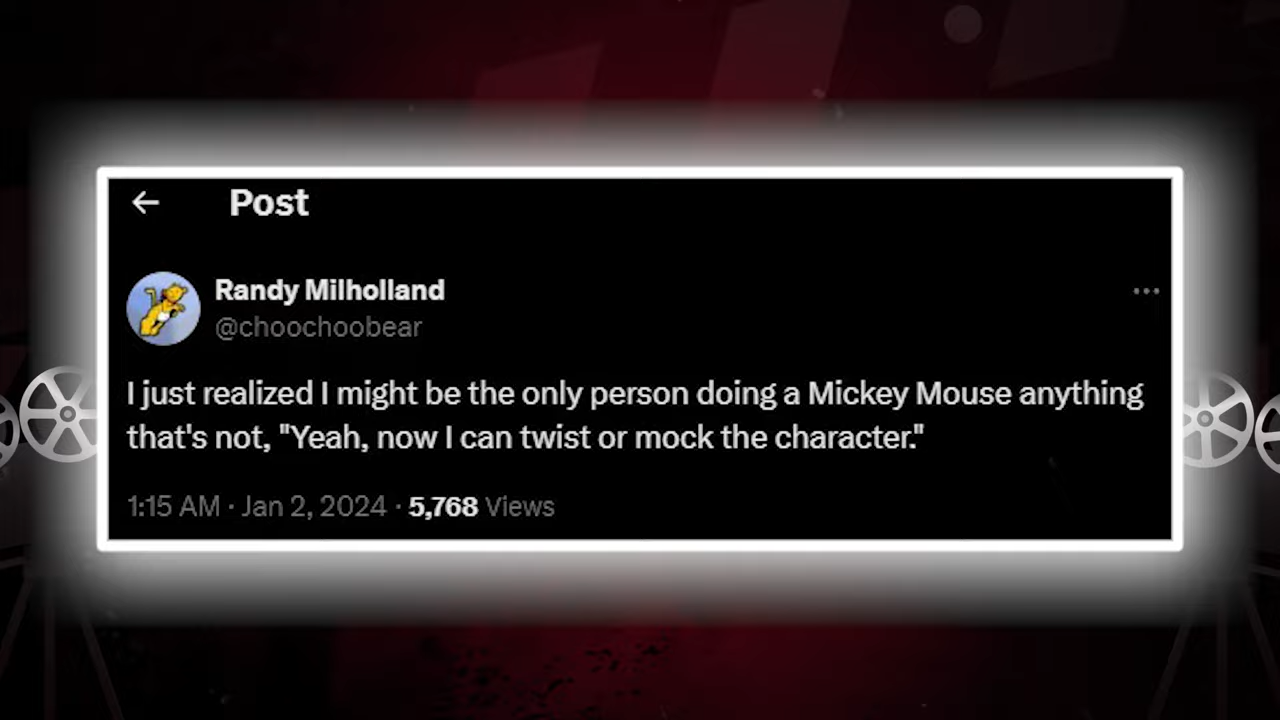 Post
Randy Milholland
@choochoobear
I just realized I might be the only person doing a Mickey Mouse anything
that's not, "Yeah, now I can twist or mock the character."
1:15 AM · Jan 2, 2024 · 5,768 Views